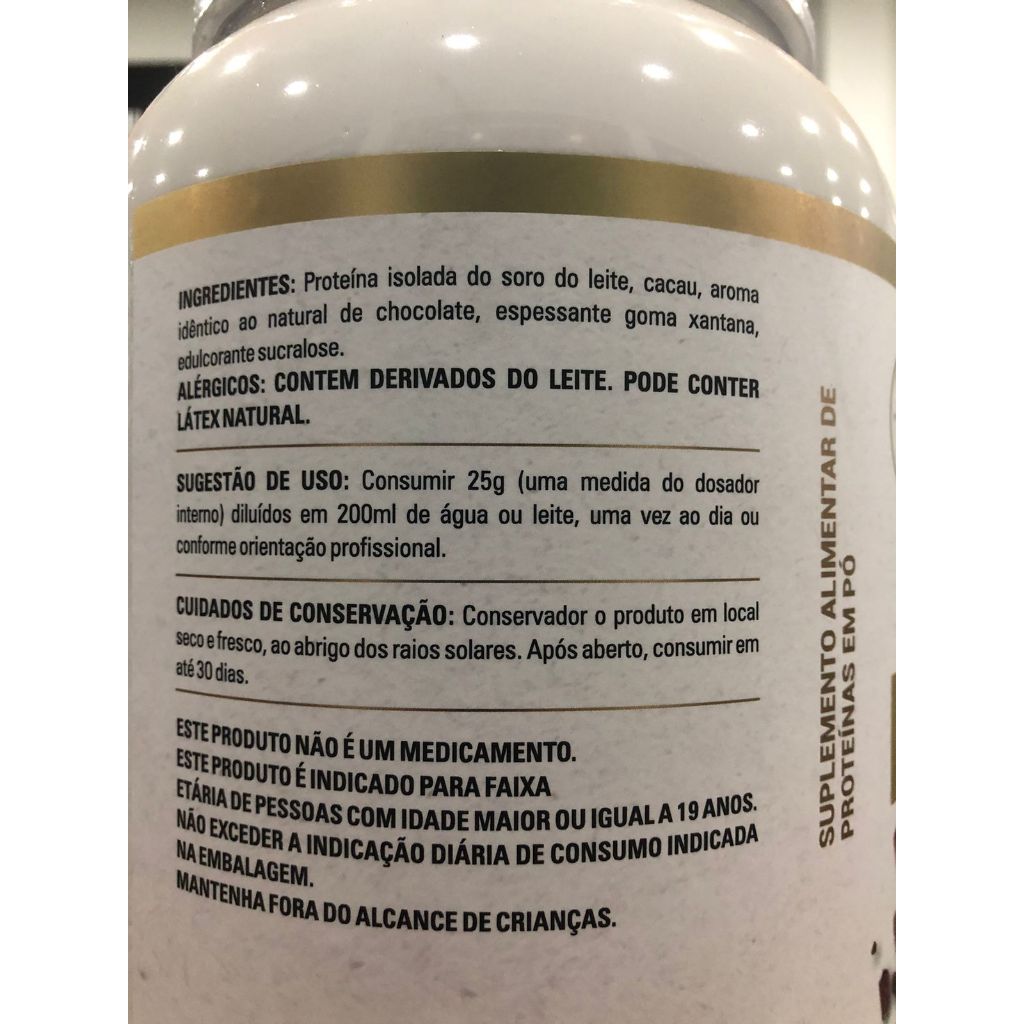 INGREDIENTES: Proteína isolada do soro do leite, cacau, aroma
idêntico ao natural de chocolate, espessante goma xantana,
edulcorante sucralose.
ALÉRGICOS: CONTEM DERIVADOS DO LEITE. PODE CONTER
LÁTEX NATURAL.
SUGESTÃO DE USO: Consumir 25g (uma medida do dosador
interno) diluídos em 200ml de água ou leite, uma vez ao dia ou
conforme orientação profissional.
CUIDADOS DE CONSERVAÇÃO: Conservador o produto em local
seco e fresco, ao abrigo dos raios solares. Após aberto, consumir em
até 30 dias.
ESTE PRODUTO NÃO É UM MEDICAMENTO.
ESTE PRODUTO É INDICADO PARA FAIXA
ETÁRIA DE PESSOAS COM IDADE MAIOR OU IGUAL A 19 ANOS.
NÃO EXCEDER A INDICAÇÃO DIÁRIA DE CONSUMO INDICADA
NA EMBALAGEM.
MANTENHA FORA DO ALCANCE DE CRIANÇAS.
SUPLEMENTO ALIMENTAR DE
PROTEÍNAS EM PÓ